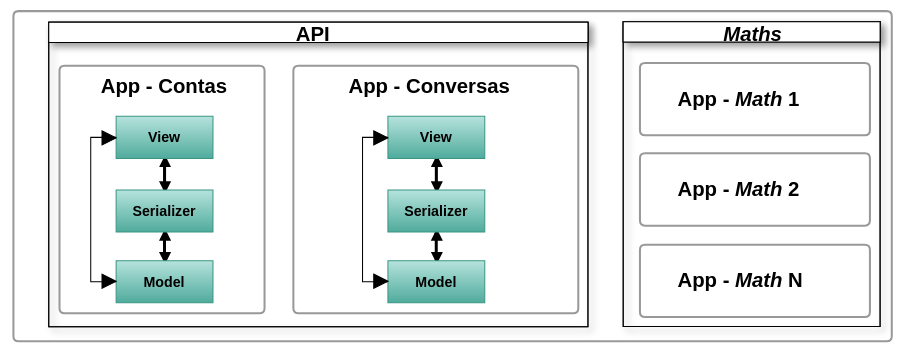 API
App - Contas
View
Serializer
Model
App - Conversas
View
Serializer
Model
Maths
App - Math 1
App - Math 2
App - Math N